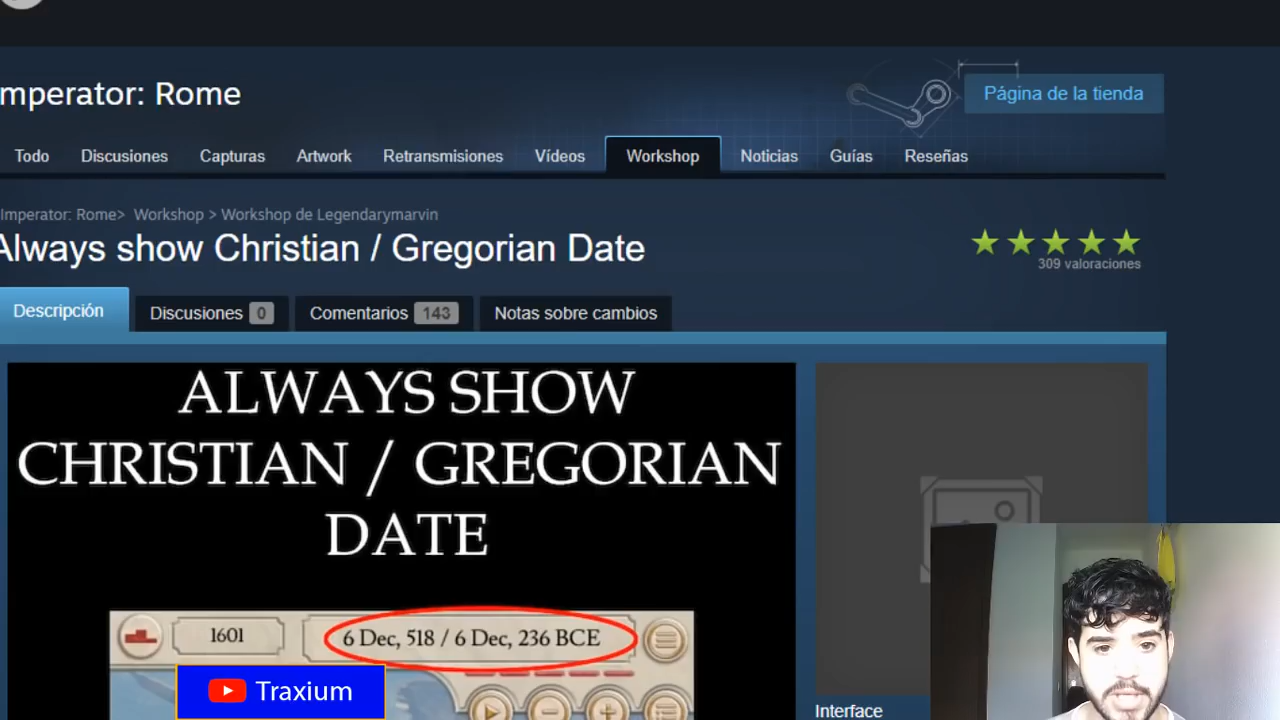 mperator: Rome
Página de la tienda
Todo Discusiones Capturas Artwork Retransmisiones Vídeos Workshop Noticias Guías Reseñas
Imperator: Rome> Workshop > Workshop de Legendarymarvin
Always show Christian / Gregorian Date
309 valoraciones
Descripción Discusiones 0 Comentarios 143 Notas sobre cambios
ALWAYS SHOW
CHRISTIAN / GREGORIAN
DATE
1601 6 Dec, 518 / 6 Dec, 236 BCE
Traxium
Interface